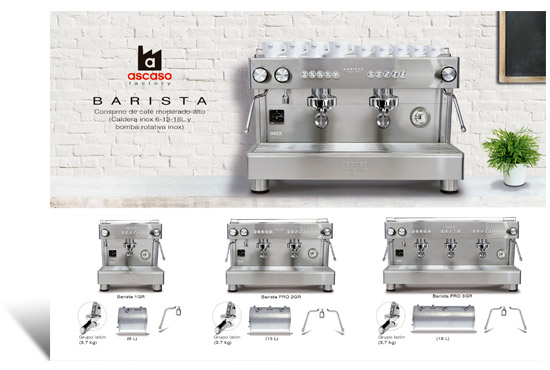 a
ascaso
factory
BARISTA
Consumo de café moderado-alto
(Caldera inox 6-13-18L y
bomba rotativa inox)
INOX
Barista 1GR
Barista PRO 2GR
Barista PRO 3GR
Grupo latón
(3,7 kg)
(6 L)
Grupo latón
(3,7 kg)
(13 L)
Grupo latón
(3,7 kg)
(18 L)